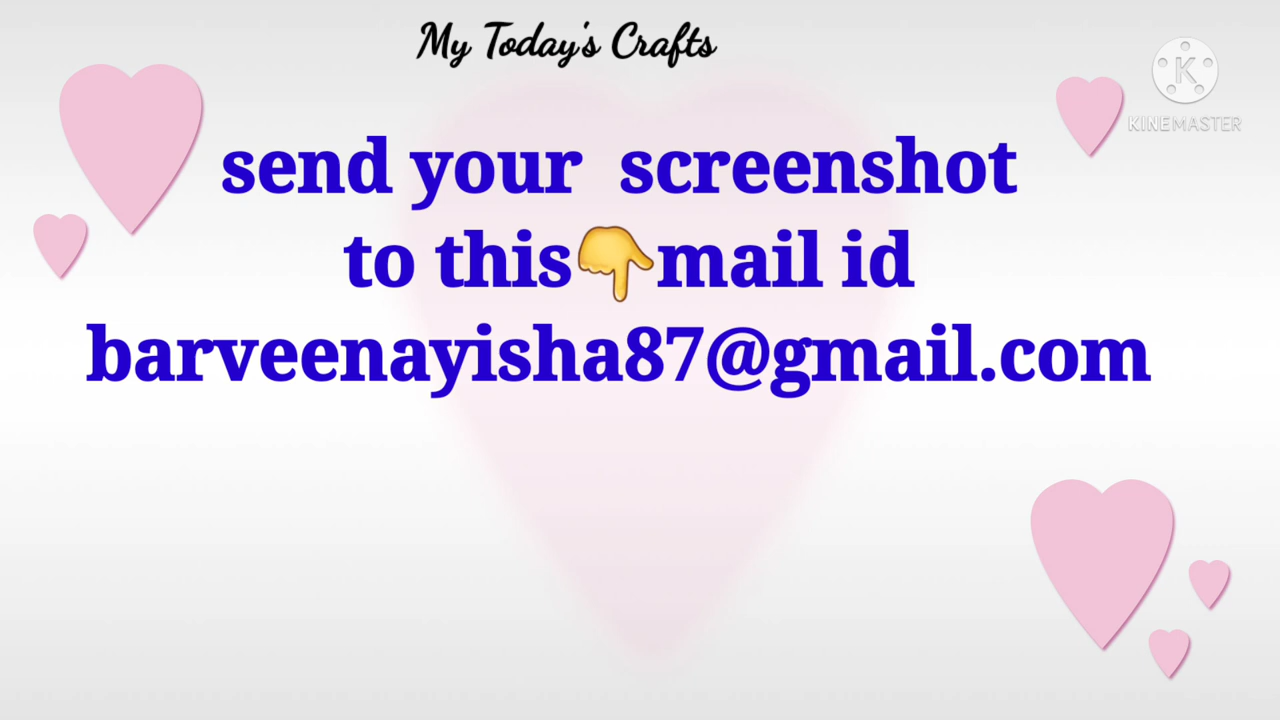 My Today's Crafts
KINEMASTER
send your screenshot
to this👇mail id
barveenayisha87@gmail.com